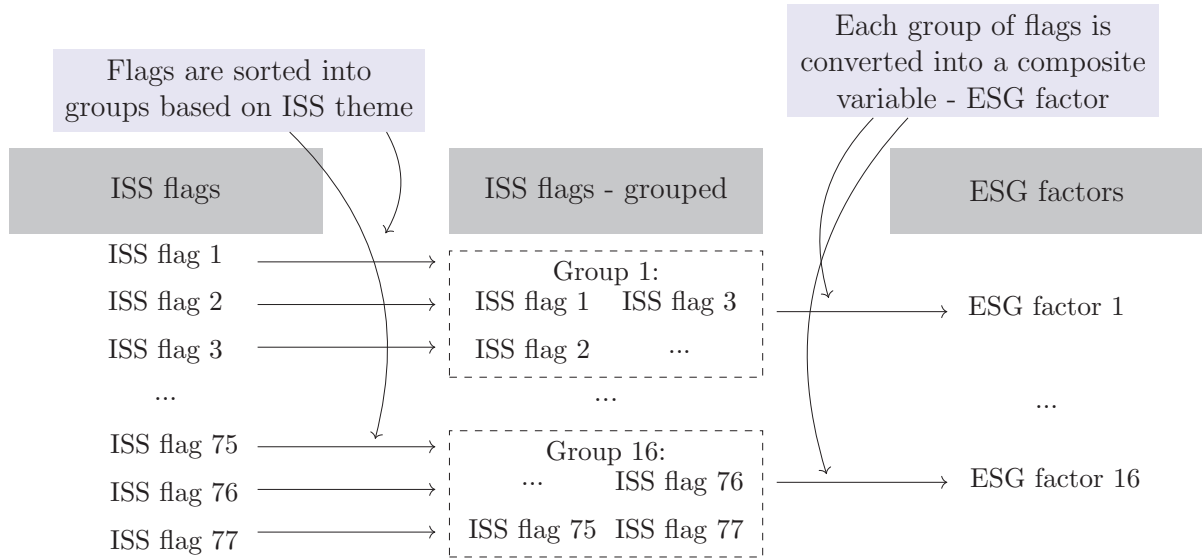 Flags are sorted into
groups based on ISS theme
Each group of flags is
converted into a composite
variable - ESG factor
ISS flags
ISS flags - grouped
ESG factors
ISS flag 1
ISS flag 2
ISS flag 3
...
ISS flag 75
ISS flag 76
ISS flag 77
Group 1:
ISS flag 1 ISS flag 3
ISS flag 2 ...
...
Group 16:
... ISS flag 76
ISS flag 75 ISS flag 77
ESG factor 1
...
ESG factor 16